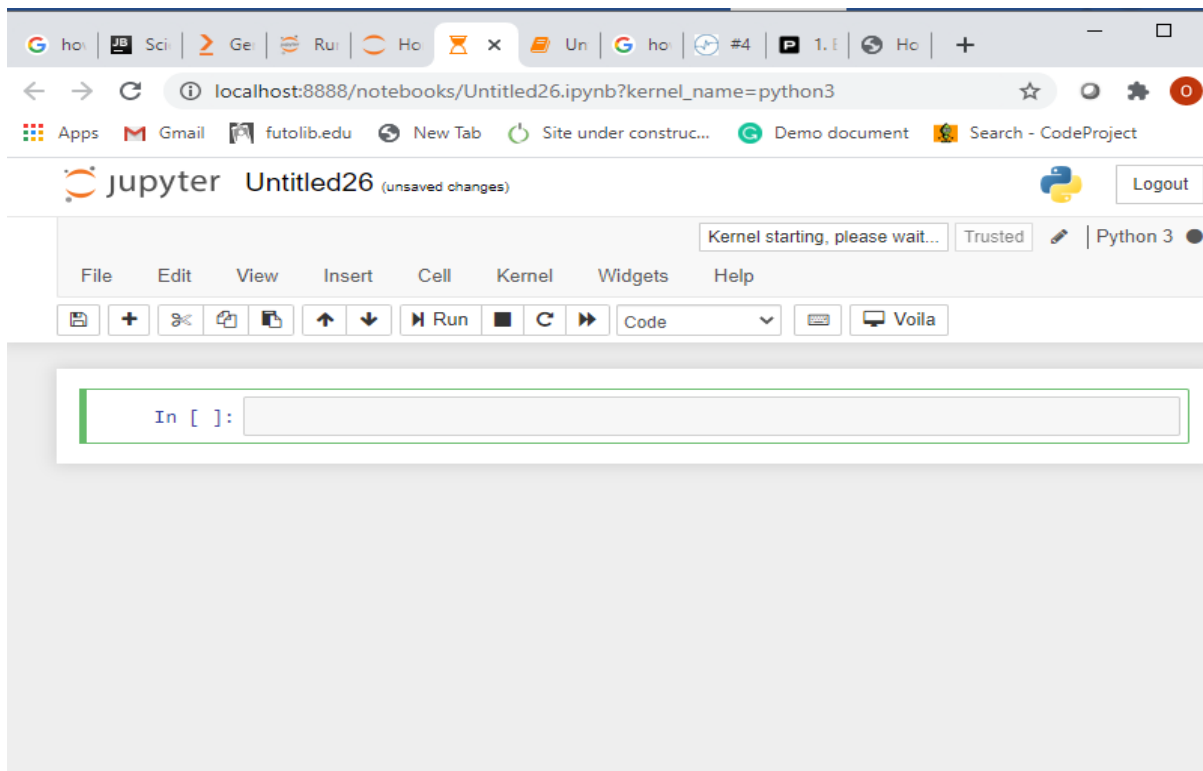 G hov JB Sci Ge Rur Ho Un G ho #4 P 1. E Ho
localhost:8888/notebooks/Untitled26.ipynb?kernel_name=python3 O
Apps Gmail futolib.edu New Tab Site under construc... G Demo document Search - CodeProject
jupyter Untitled26 (unsaved changes) Logout
Kernel starting, please wait... Trusted Python 3
File Edit View Insert Cell Kernel Widgets Help
Run Code Voila
In [ ]: